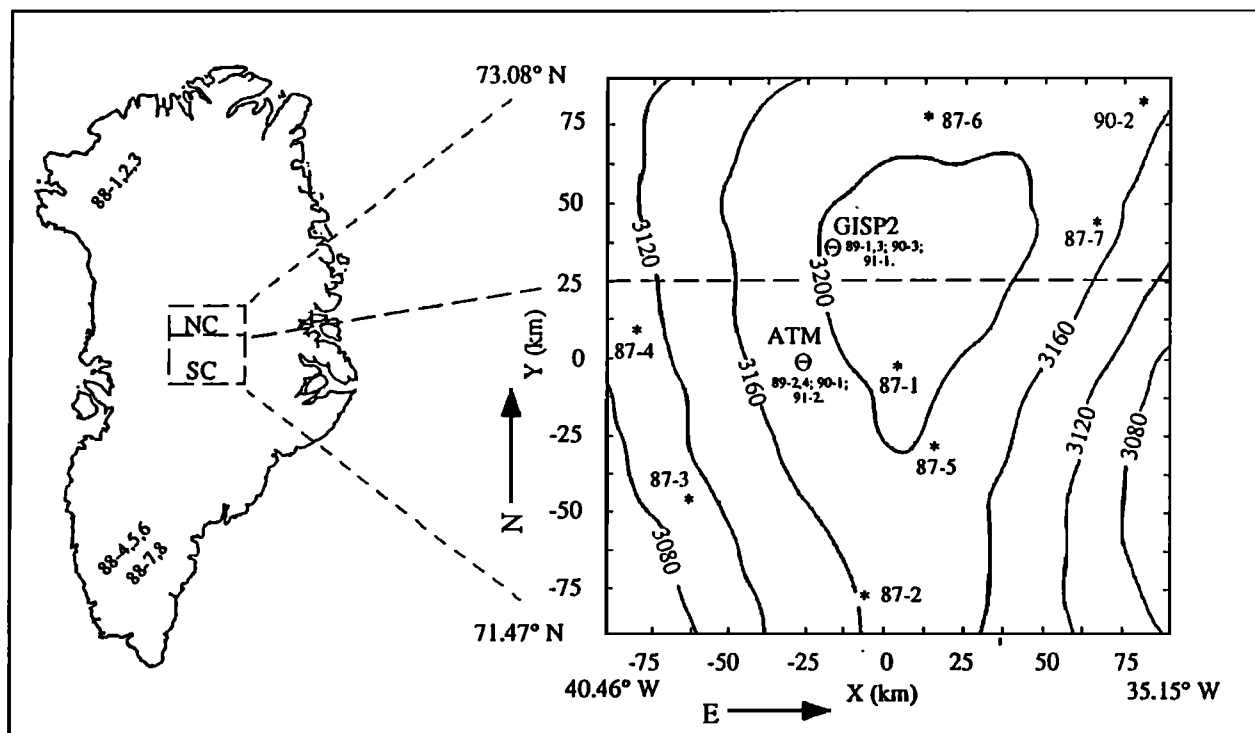 88-1,2,3
NC
SC
88-4,5,6
88-7,8
73.08° N
71.47° N
N
Y (km)
75
50
25
0
-25
-50
-75
87-6
90-2
GISP2
89-1,3; 90-3;
91-1.
87-7
3120
3200
ATM
89-2,4; 90-1;
91-2.
87-4
87-1
3160
3160
3120
3080
87-5
87-3
3080
87-2
-75 -50 -25 0 25 50 75
40.46° W X (km) 35.15° W
E